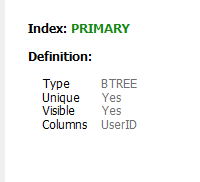 Index: PRIMARY
Definition:
Type BTREE
Unique Yes
Visible Yes
Columns UserID